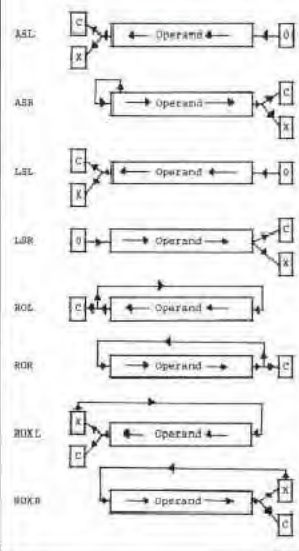 C
ASL Operand 0
X
C
ASR Operand
X
C
LSL Operand 0
X
C
LSR 0 Operand
X
ROL C Operand
ROR Operand C
X
ROXL Operand
C
X
ROXR Operand
C